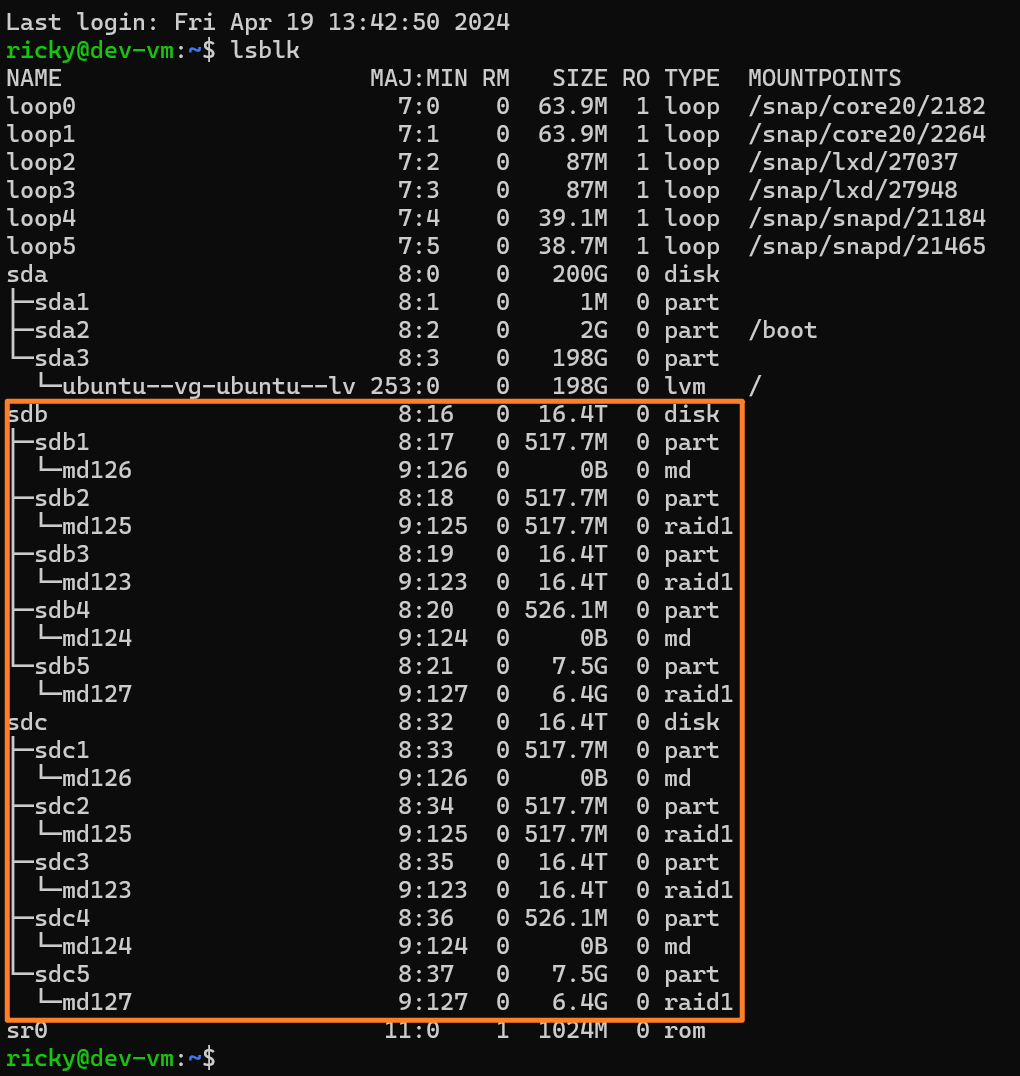 Last login: Fri Apr 19 13:42:50 2024
ricky@dev-vm:~$ lsblk
NAME                      MAJ:MIN RM   SIZE RO TYPE  MOUNTPOINTS
loop0                       7:0    0  63.9M  1 loop  /snap/core20/2182
loop1                       7:1    0  63.9M  1 loop  /snap/core20/2264
loop2                       7:2    0    87M  1 loop  /snap/lxd/27037
loop3                       7:3    0    87M  1 loop  /snap/lxd/27948
loop4                       7:4    0  39.1M  1 loop  /snap/snapd/21184
loop5                       7:5    0  38.7M  1 loop  /snap/snapd/21465
sda                         8:0    0   200G  0 disk
├─sda1                      8:1    0     1M  0 part
├─sda2                      8:2    0     2G  0 part  /boot
└─sda3                      8:3    0   198G  0 part
  └─ubuntu--vg-ubuntu--lv 253:0    0   198G  0 lvm   /
sdb                         8:16   0  16.4T  0 disk
├─sdb1                      8:17   0 517.7M  0 part
│ └─md126                   9:126  0     0B  0 md
├─sdb2                      8:18   0 517.7M  0 part
│ └─md125                   9:125  0 517.7M  0 raid1
├─sdb3                      8:19   0  16.4T  0 part
│ └─md123                   9:123  0  16.4T  0 raid1
├─sdb4                      8:20   0 526.1M  0 part
│ └─md124                   9:124  0     0B  0 md
└─sdb5                      8:21   0   7.5G  0 part
  └─md127                   9:127  0   6.4G  0 raid1
sdc                         8:32   0  16.4T  0 disk
├─sdc1                      8:33   0 517.7M  0 part
│ └─md126                   9:126  0     0B  0 md
├─sdc2                      8:34   0 517.7M  0 part
│ └─md125                   9:125  0 517.7M  0 raid1
├─sdc3                      8:35   0  16.4T  0 part
│ └─md123                   9:123  0  16.4T  0 raid1
├─sdc4                      8:36   0 526.1M  0 part
│ └─md124                   9:124  0     0B  0 md
└─sdc5                      8:37   0   7.5G  0 part
  └─md127                   9:127  0   6.4G  0 raid1
sr0                        11:0    1  1024M  0 rom
ricky@dev-vm:~$